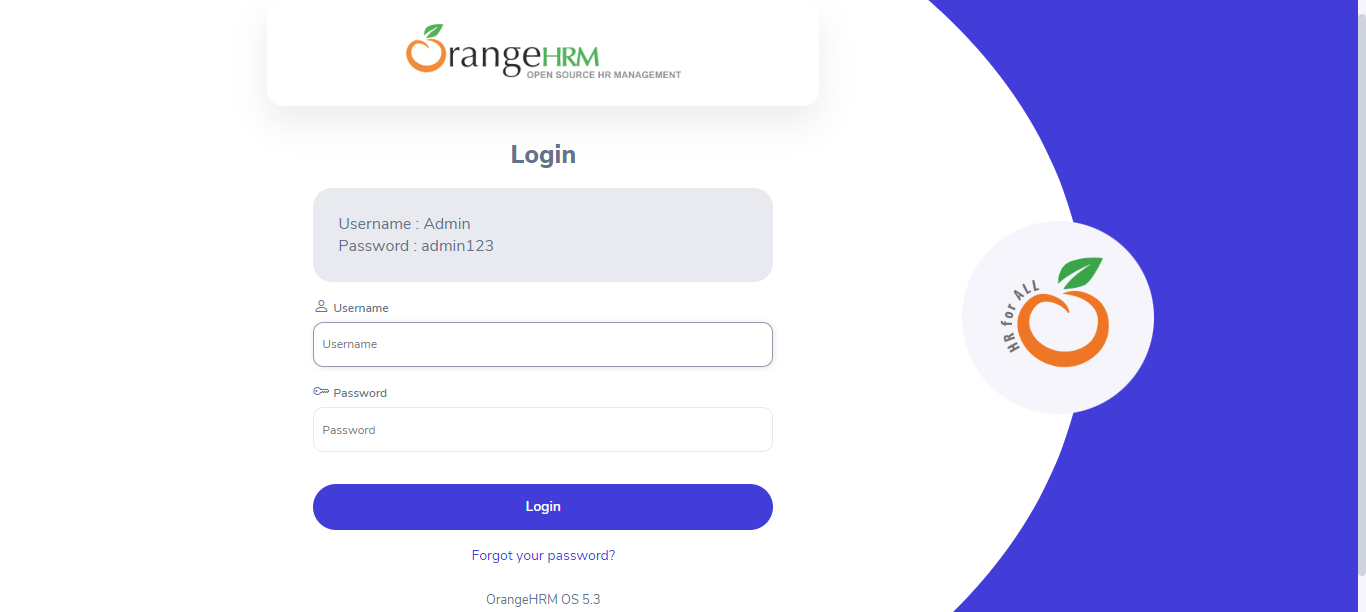 OrangeHRM
OPEN SOURCE HR MANAGEMENT
Login
Username : Admin
Password : admin123
Username
Username
Password
Password
Login
Forgot your password?
OrangeHRM OS 5.3
HR for ALL